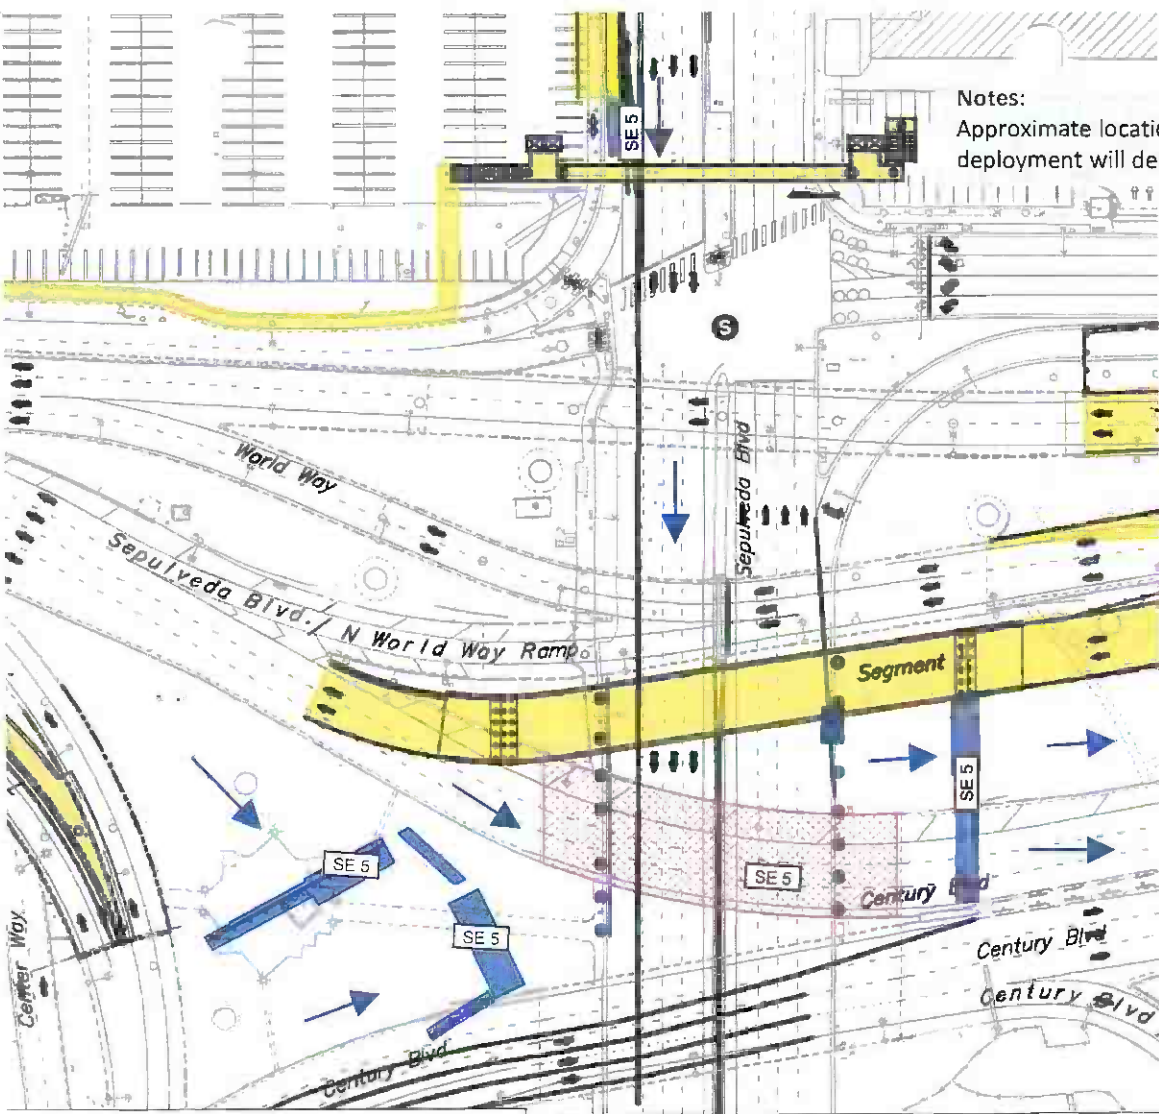 SE 5
Notes:
Approximate locatio
deployment will de
S
World Way
Sepulveda Blvd
Sepulveda Blvd. / N World Way Ramp
Segment
SE 5
SE 5
SE 5
SE 5
Century Blvd
Century Blvd
Century Blvd
Center Way
Century Blvd